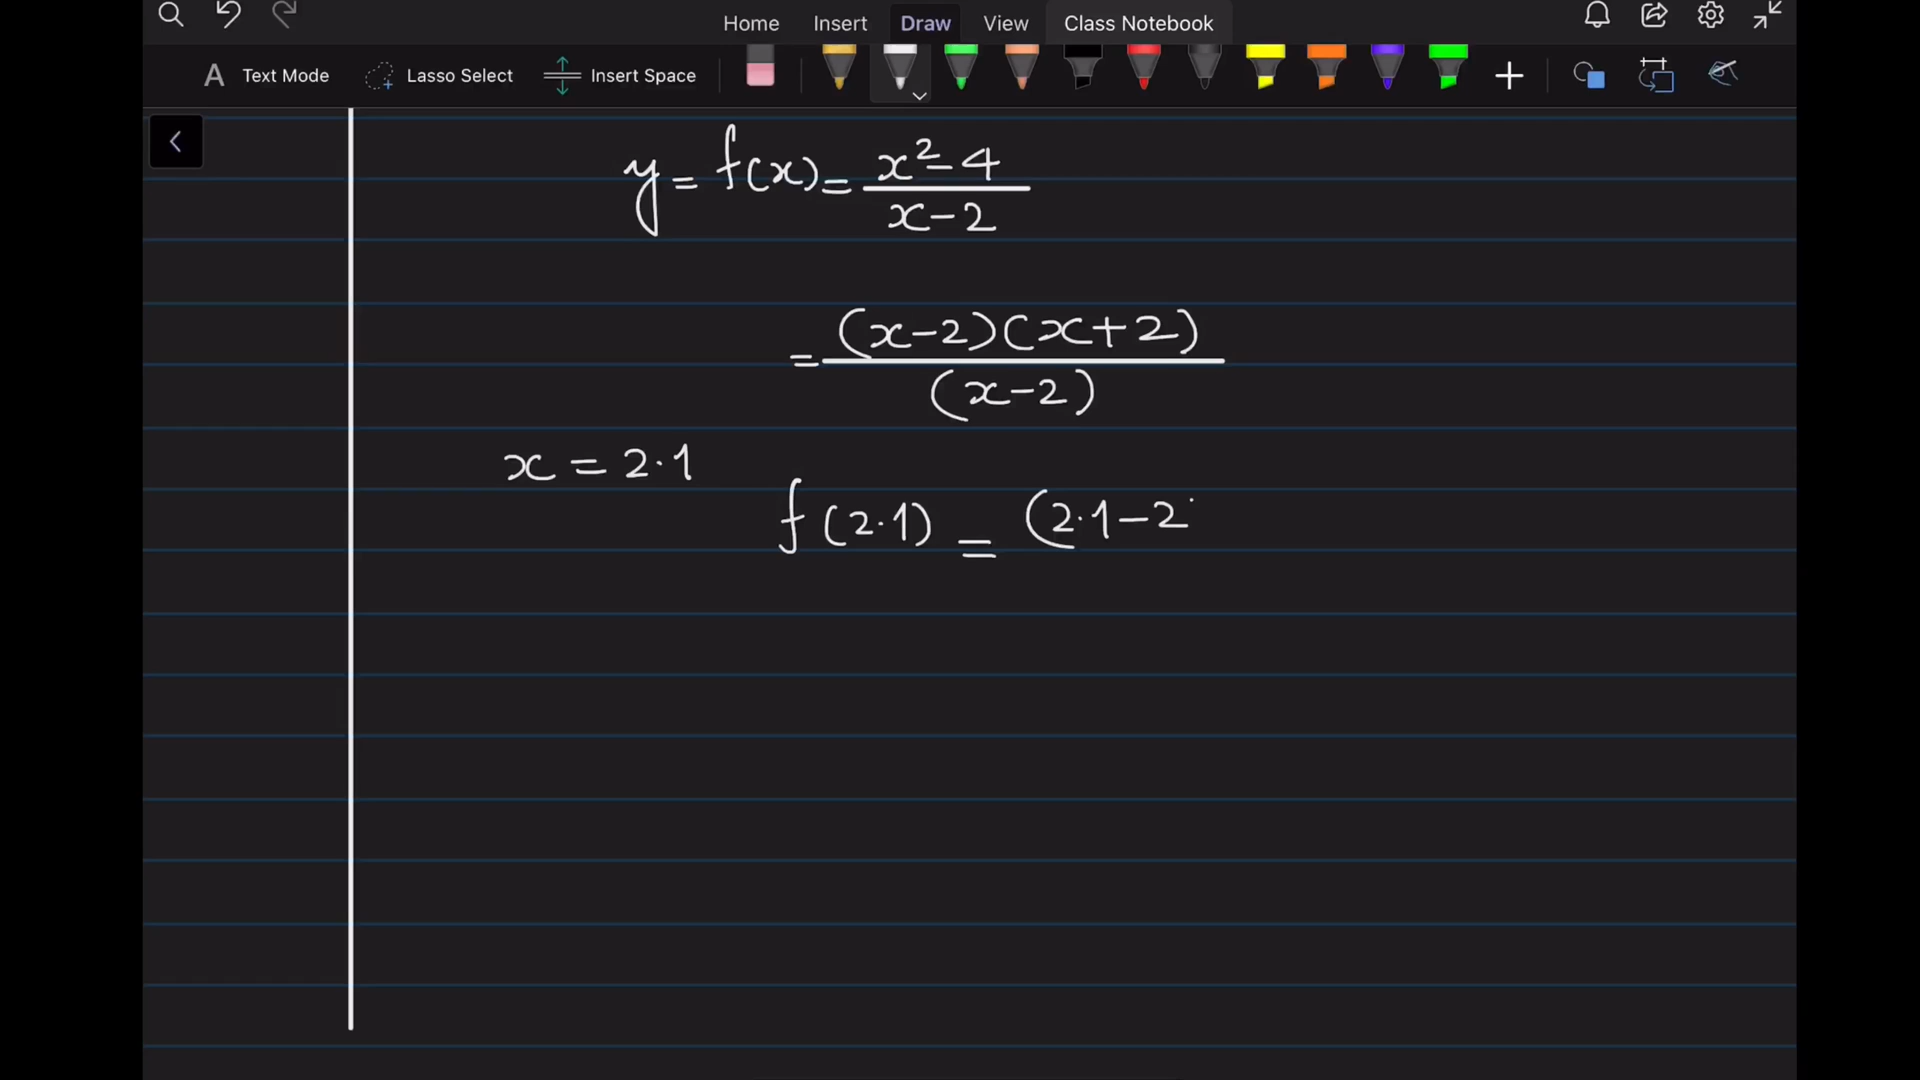 Home Insert Draw View Class Notebook
A Text Mode Lasso Select Insert Space
y = f(x) = x²-4
x-2
= (x-2)(x+2)
(x-2)
x = 2·1
f(2·1) = (2·1-2